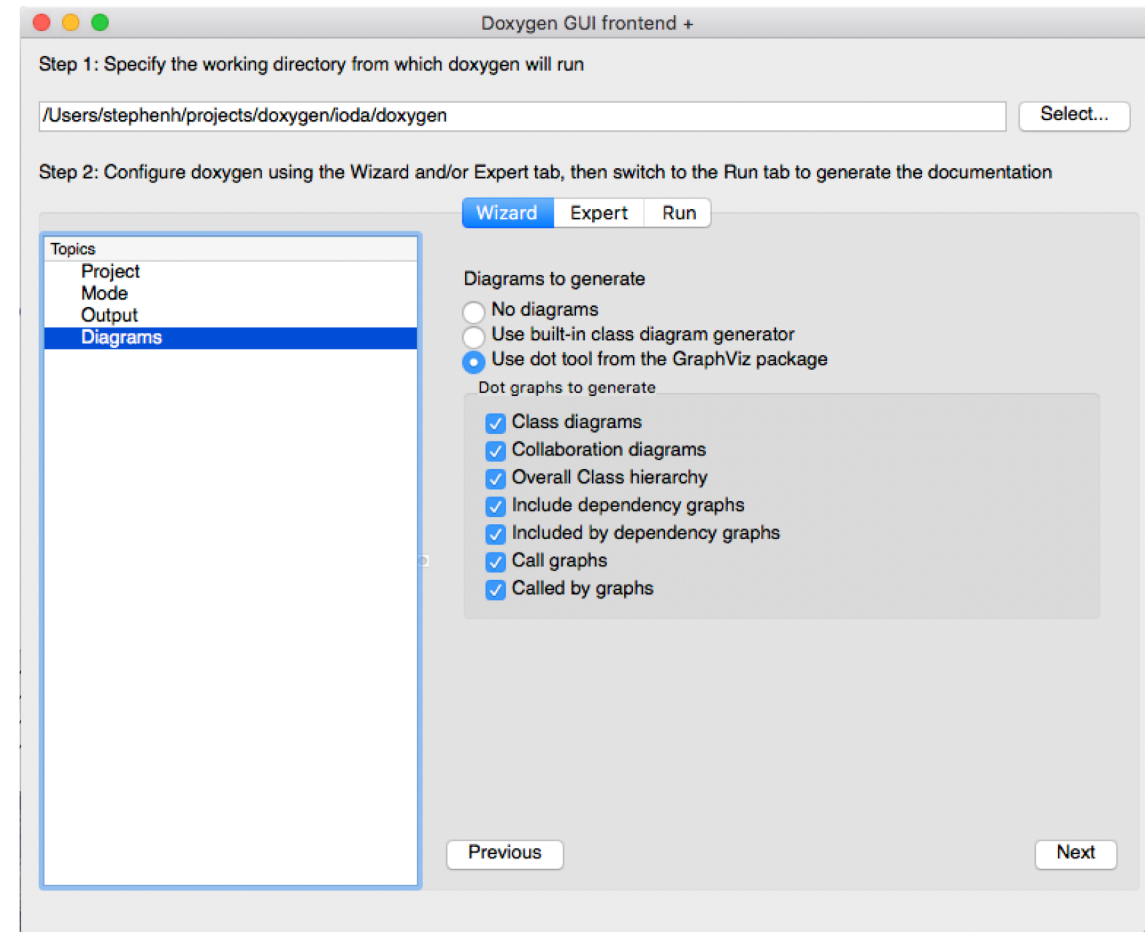 Doxygen GUI frontend +
Step 1: Specify the working directory from which doxygen will run
/Users/stephenh/projects/doxygen/ioda/doxygen
Select...
Step 2: Configure doxygen using the Wizard and/or Expert tab, then switch to the Run tab to generate the documentation
Wizard Expert Run
Topics
Project
Mode
Output
Diagrams
Diagrams to generate
No diagrams
Use built-in class diagram generator
Use dot tool from the GraphViz package
Dot graphs to generate
Class diagrams
Collaboration diagrams
Overall Class hierarchy
Include dependency graphs
Included by dependency graphs
Call graphs
Called by graphs
Previous
Next